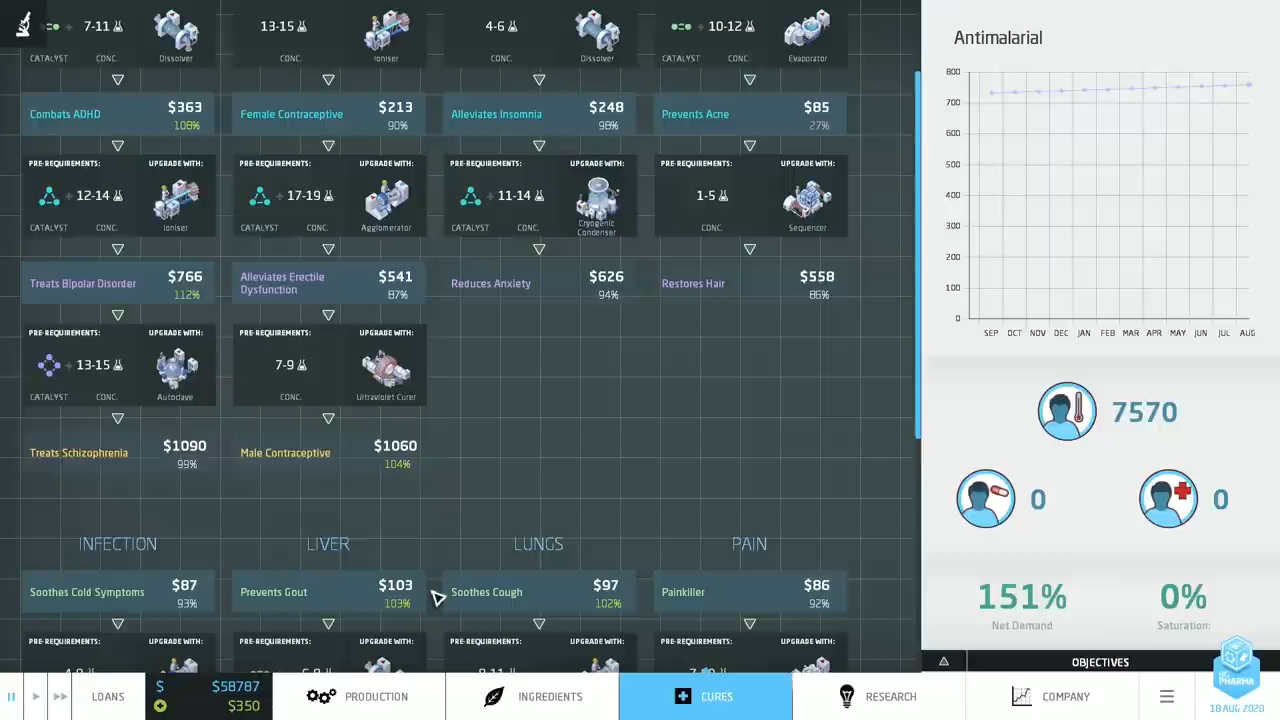 7-11
13-15
4-6
10-12
CATALYST CONC. Dissolver
CONC. Ioniser
CONC. Dissolver
CATALYST CONC. Evaporator
Combats ADHD $363 108%
Female Contraceptive $213 90%
Alleviates Insomnia $248 98%
Prevents Acne $85 27%
PRE-REQUIREMENTS: UPGRADE WITH:
12-14
CATALYST CONC. Ioniser
PRE-REQUIREMENTS: UPGRADE WITH:
17-19
CATALYST CONC. Agglomerator
PRE-REQUIREMENTS: UPGRADE WITH:
11-14
CATALYST CONC. Cryogenic
Condenser
PRE-REQUIREMENTS: UPGRADE WITH:
1-5
CONC. Sequencer
Treats Bipolar Disorder $766 112%
Alleviates Erectile
Dysfunction $541 87%
Reduces Anxiety $626 94%
Restores Hair $558 86%
PRE-REQUIREMENTS: UPGRADE WITH:
13-15
CATALYST CONC. Autoclave
PRE-REQUIREMENTS: UPGRADE WITH:
7-9
CONC. Ultraviolet Curer
Treats Schizophrenia $1090 99%
Male Contraceptive $1060 104%
INFECTION LIVER LUNGS PAIN
Soothes Cold Symptoms $87 93%
Prevents Gout $103 103%
Soothes Cough $97 102%
Painkiller $86 92%
PRE-REQUIREMENTS: UPGRADE WITH:
PRE-REQUIREMENTS: UPGRADE WITH:
PRE-REQUIREMENTS: UPGRADE WITH:
PRE-REQUIREMENTS: UPGRADE WITH:
Antimalarial
800
700
600
500
400
300
200
100
0
SEP OCT NOV DEC JAN FEB MAR APR MAY JUN JUL AUG
7570
0 0
151% 0%
Net Demand Saturation:
OBJECTIVES
LOANS
$ $58787
$350
PRODUCTION
INGREDIENTS
CURES
RESEARCH
COMPANY
BIG
PHARMA
18 AUG 2020